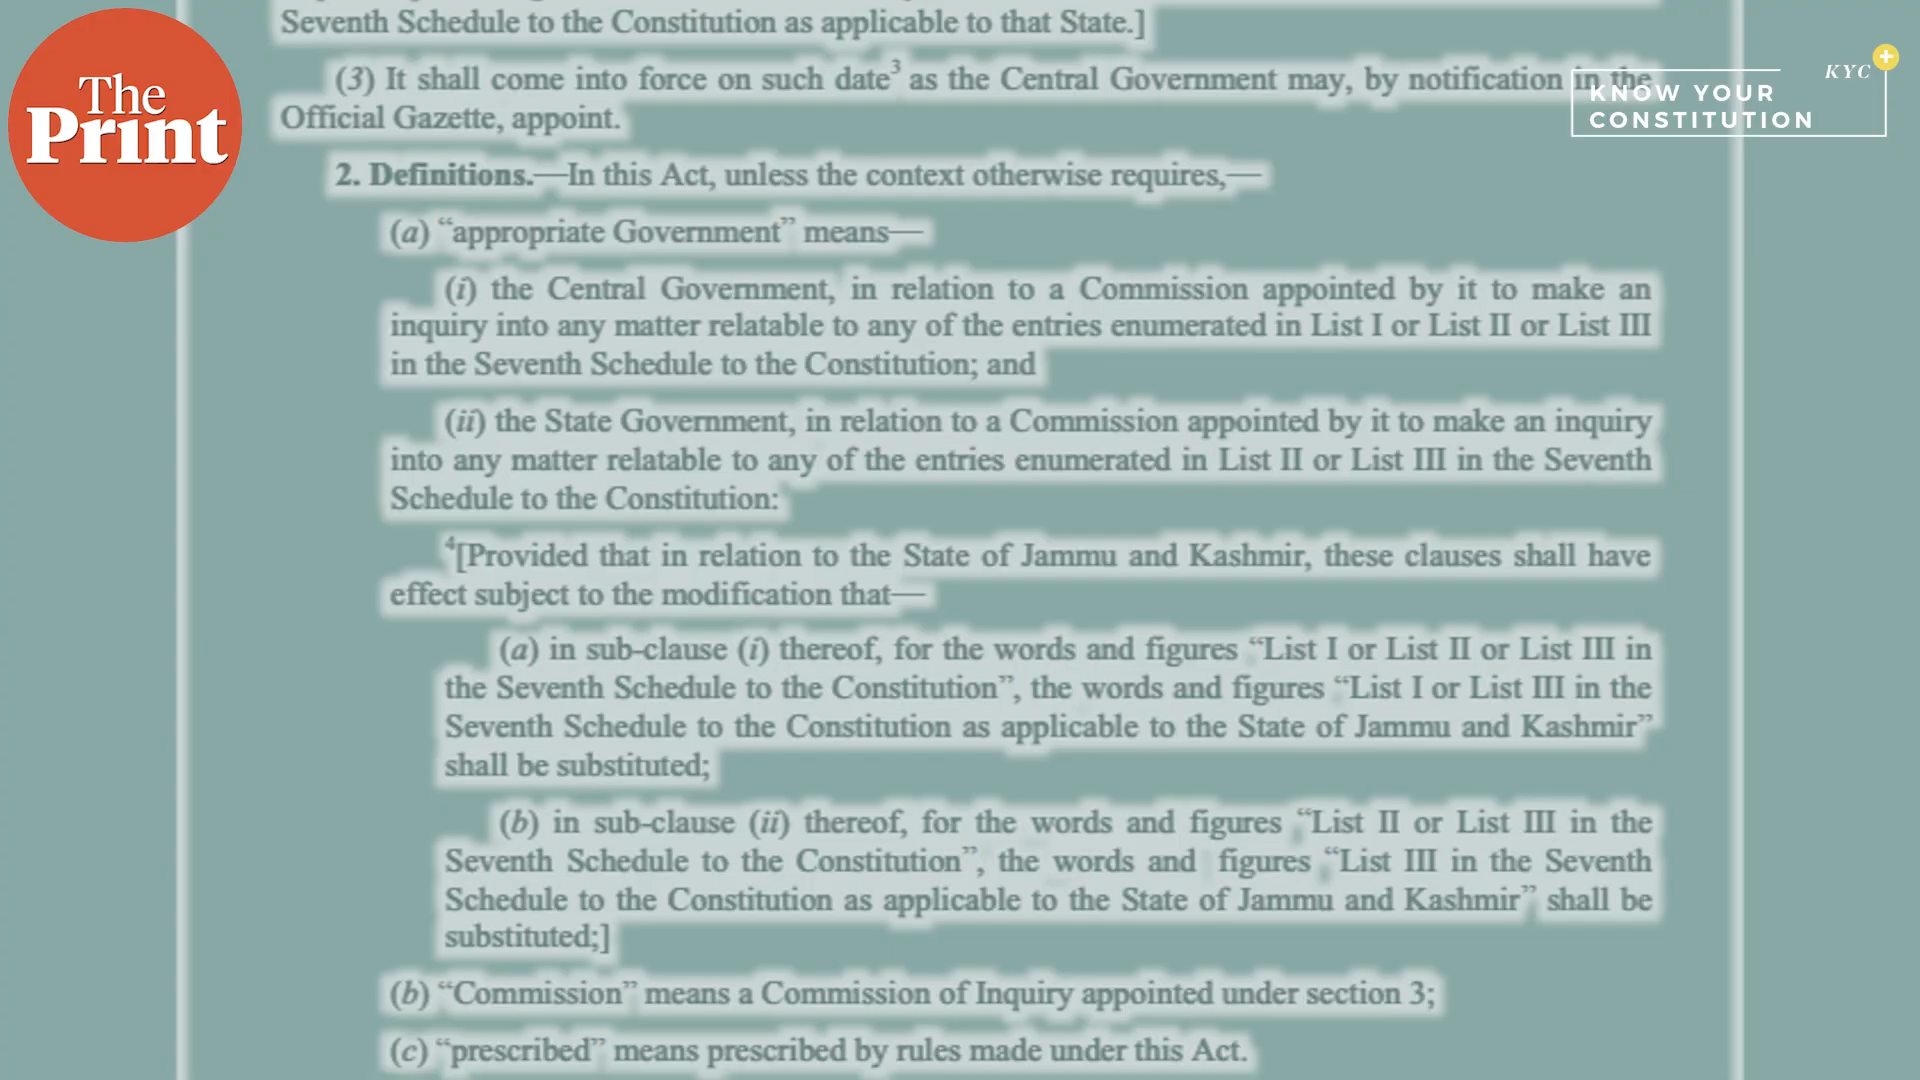 The
Print
KYC
KNOW YOUR
CONSTITUTION
Seventh Schedule to the Constitution as applicable to that State.]
(3) It shall come into force on such date3 as the Central Government may, by notification in the
Official Gazette, appoint.
2. Definitions.—In this Act, unless the context otherwise requires,—
(a) “appropriate Government” means—
(i) the Central Government, in relation to a Commission appointed by it to make an
inquiry into any matter relatable to any of the entries enumerated in List I or List II or List III
in the Seventh Schedule to the Constitution; and
(ii) the State Government, in relation to a Commission appointed by it to make an inquiry
into any matter relatable to any of the entries enumerated in List II or List III in the Seventh
Schedule to the Constitution:
4[Provided that in relation to the State of Jammu and Kashmir, these clauses shall have
effect subject to the modification that—
(a) in sub-clause (i) thereof, for the words and figures “List I or List II or List III in
the Seventh Schedule to the Constitution”, the words and figures “List I or List III in the
Seventh Schedule to the Constitution as applicable to the State of Jammu and Kashmir”
shall be substituted;
(b) in sub-clause (ii) thereof, for the words and figures “List II or List III in the
Seventh Schedule to the Constitution”, the words and figures “List III in the Seventh
Schedule to the Constitution as applicable to the State of Jammu and Kashmir” shall be
substituted;]
(b) “Commission” means a Commission of Inquiry appointed under section 3;
(c) “prescribed” means prescribed by rules made under this Act.